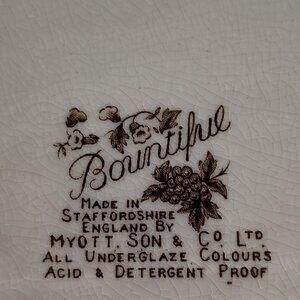 Bountiful
MADE IN
STAFFORDSHIRE
ENGLAND BY
MYOTT. SON & CO. LTD.
ALL UNDERGLAZE COLOURS
ACID & DETERGENT PROOF